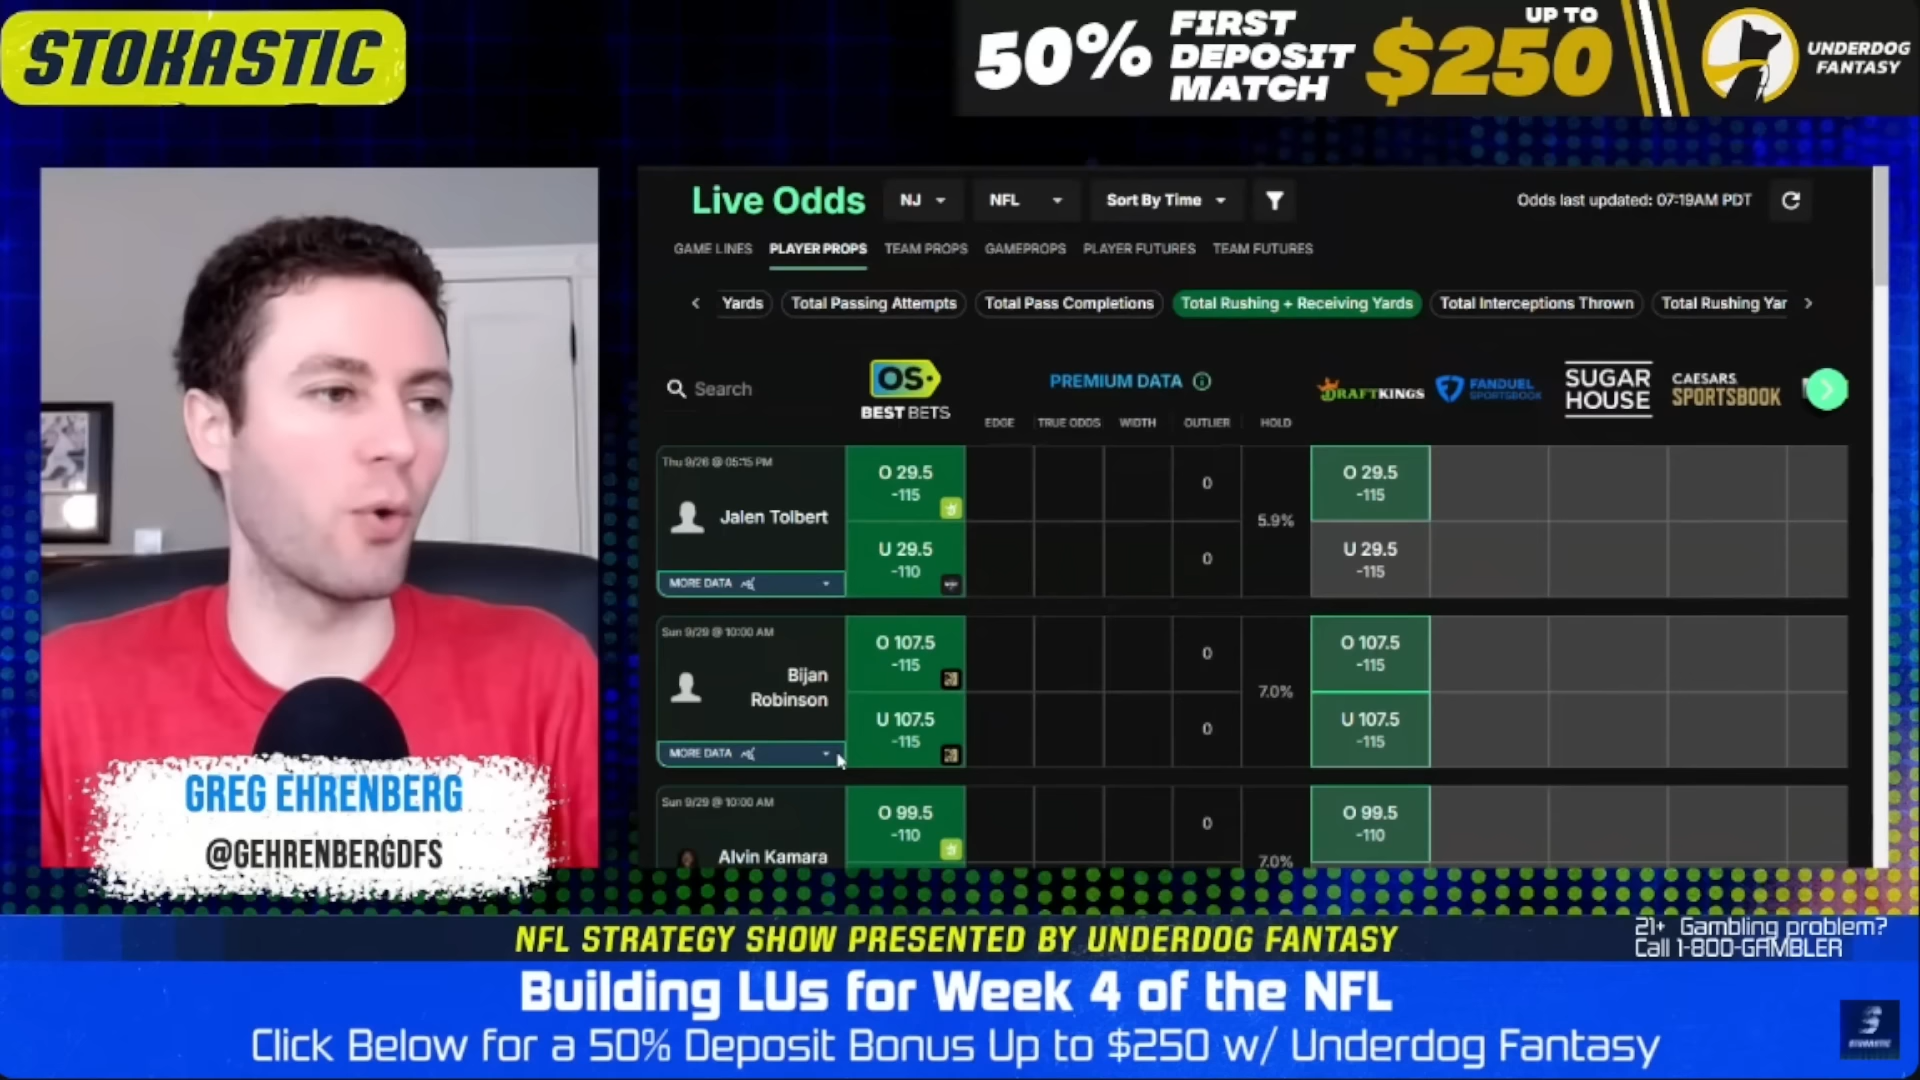 STOKASTIC
50% FIRST DEPOSIT MATCH UP TO $250
UNDERDOG FANTASY
Live Odds NJ NFL Sort By Time Odds last updated: 07:19AM PDT
GAME LINES PLAYER PROPS TEAM PROPS GAMEPROPS PLAYER FUTURES TEAM FUTURES
Yards Total Passing Attempts Total Pass Completions Total Rushing + Receiving Yards Total Interceptions Thrown Total Rushing Yar
Search OS BEST BETS PREMIUM DATA DRAFTKINGS FANDUEL SPORTSBOOK SUGAR HOUSE CAESARS SPORTSBOOK
EDGE TRUE ODDS WIDTH OUTLIER HOLD
Thu 9/26 @ 05:15 PM
Jalen Tolbert
MORE DATA
O 29.5 -115 0 O 29.5 -115
5.9%
U 29.5 -110 0 U 29.5 -115
Sun 9/29 @ 10:00 AM
Bijan Robinson
MORE DATA
O 107.5 -115 0 O 107.5 -115
7.0%
U 107.5 -115 0 U 107.5 -115
Sun 9/29 @ 10:00 AM
Alvin Kamara
O 99.5 -110 0 O 99.5 -110
7.0%
GREG EHRENBERG
@GEHRENBERGDFS
NFL STRATEGY SHOW PRESENTED BY UNDERDOG FANTASY
21+ Gambling problem?
Call 1-800-GAMBLER
Building LUs for Week 4 of the NFL
Click Below for a 50% Deposit Bonus Up to $250 w/ Underdog Fantasy
STOKASTIC